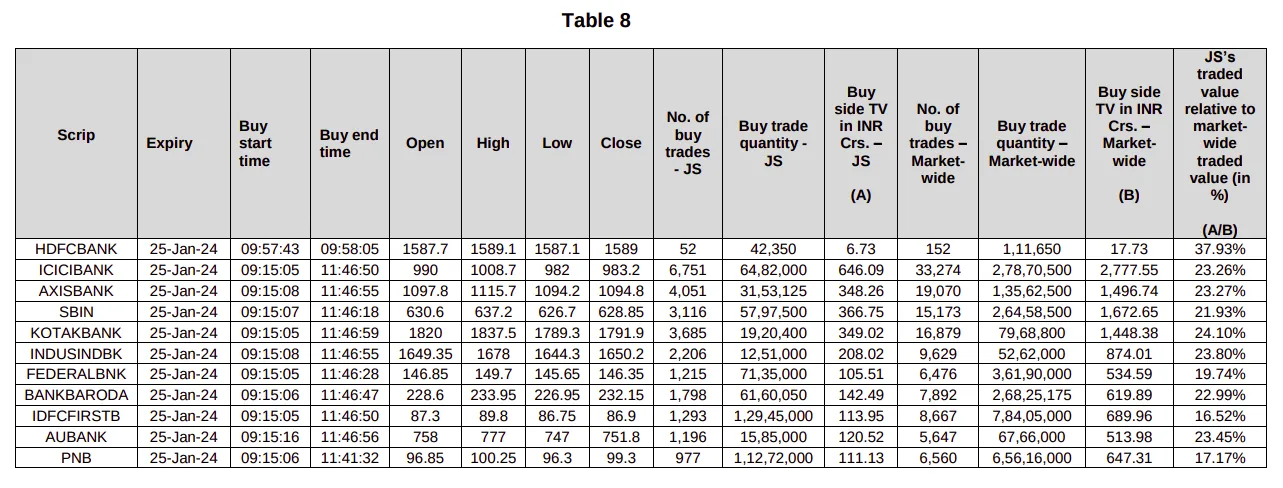 Table 8
Scrip Expiry Buy start time Buy end time Open High Low Close No. of buy trades - JS Buy trade quantity - JS Buy side TV in INR Crs. – JS (A) No. of buy trades – Market-wide Buy trade quantity – Market-wide Buy side TV in INR Crs. – Market-wide (B) JS's traded value relative to market-wide traded value (in %) (A/B)
HDFCBANK 25-Jan-24 09:57:43 09:58:05 1587.7 1589.1 1587.1 1589 52 42,350 6.73 152 1,11,650 17.73 37.93%
ICICIBANK 25-Jan-24 09:15:05 11:46:50 990 1008.7 982 983.2 6,751 64,82,000 646.09 33,274 2,78,70,500 2,777.55 23.26%
AXISBANK 25-Jan-24 09:15:08 11:46:55 1097.8 1115.7 1094.2 1094.8 4,051 31,53,125 348.26 19,070 1,35,62,500 1,496.74 23.27%
SBIN 25-Jan-24 09:15:07 11:46:18 630.6 637.2 626.7 628.85 3,116 57,97,500 366.75 15,173 2,64,58,500 1,672.65 21.93%
KOTAKBANK 25-Jan-24 09:15:05 11:46:59 1820 1837.5 1789.3 1791.9 3,685 19,20,400 349.02 16,879 79,68,800 1,448.38 24.10%
INDUSINDBK 25-Jan-24 09:15:08 11:46:55 1649.35 1678 1644.3 1650.2 2,206 12,51,000 208.02 9,629 52,62,000 874.01 23.80%
FEDERALBNK 25-Jan-24 09:15:05 11:46:28 146.85 149.7 145.65 146.35 1,215 71,35,000 105.51 6,476 3,61,90,000 534.59 19.74%
BANKBARODA 25-Jan-24 09:15:06 11:46:47 228.6 233.95 226.95 232.15 1,798 61,60,050 142.49 7,892 2,68,25,175 619.89 22.99%
IDFCFIRSTB 25-Jan-24 09:15:05 11:46:50 87.3 89.8 86.75 86.9 1,293 1,29,45,000 113.95 8,667 7,84,05,000 689.96 16.52%
AUBANK 25-Jan-24 09:15:16 11:46:56 758 777 747 751.8 1,196 15,85,000 120.52 5,647 67,66,000 513.98 23.45%
PNB 25-Jan-24 09:15:06 11:41:32 96.85 100.25 96.3 99.3 977 1,12,72,000 111.13 6,560 6,56,16,000 647.31 17.17%